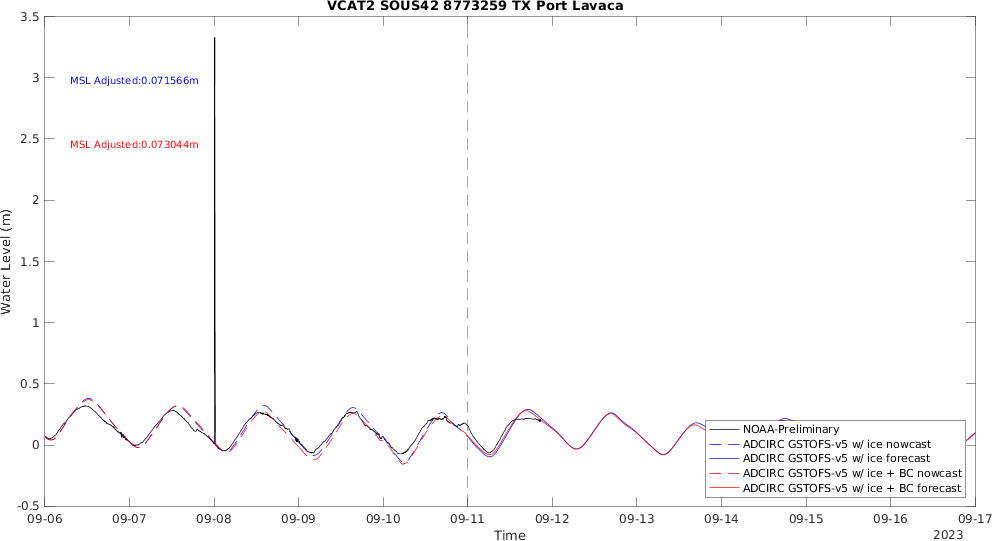 VCAT2 SOUS42 8773259 TX Port Lavaca
3.5
3
2.5
2
1.5
1
0.5
0
-0.5
Water Level (m)
MSL Adjusted:0.071566m
MSL Adjusted:0.073044m
NOAA-Preliminary
ADCIRC GSTOFS-v5 w/ ice nowcast
ADCIRC GSTOFS-v5 w/ ice forecast
ADCIRC GSTOFS-v5 w/ ice + BC nowcast
ADCIRC GSTOFS-v5 w/ ice + BC forecast
09-06 09-07 09-08 09-09 09-10 09-11 09-12 09-13 09-14 09-15 09-16 09-17
Time
2023